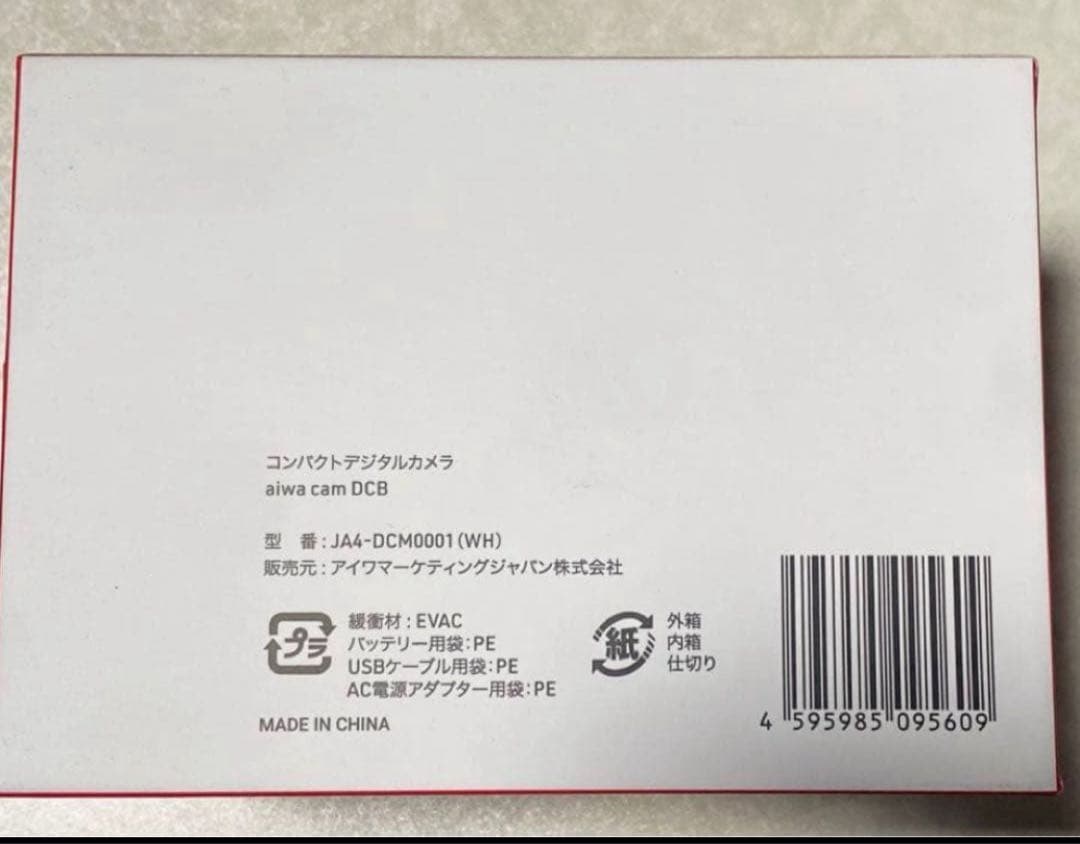 コンパクトデジタルカメラ
aiwa cam DCB
型　番：JA4-DCM0001(WH)
販売元：アイワマーケティングジャパン株式会社
プラ
緩衝材：EVAC
バッテリー用袋：PE
USBケーブル用袋：PE
AC電源アダプター用袋：PE
紙
外箱
内箱
仕切り
MADE IN CHINA
4 595985 095609